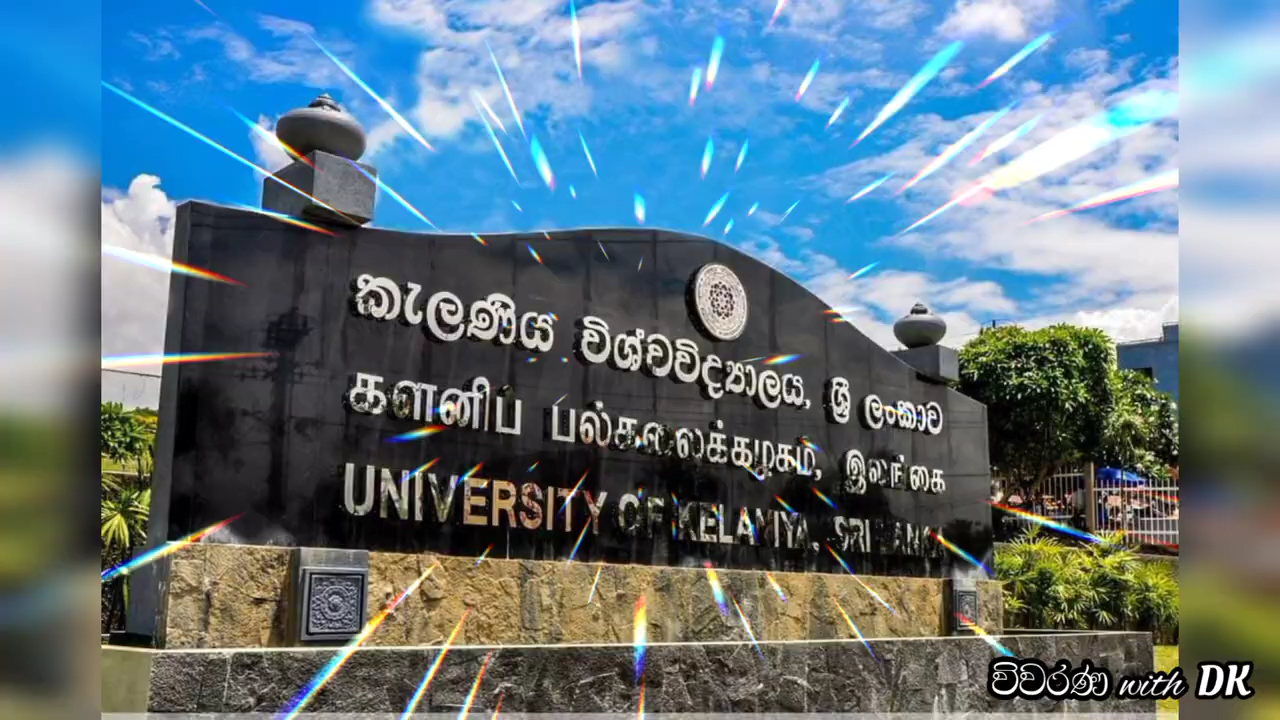 කැලණිය විශ්වවිද්‍යාලය, ශ්‍රී ලංකාව
களனிப பல்கலைக்கழகம், இலங்கை
UNIVERSITY OF KELANIYA, SRI LANKA
විවරණ with DK